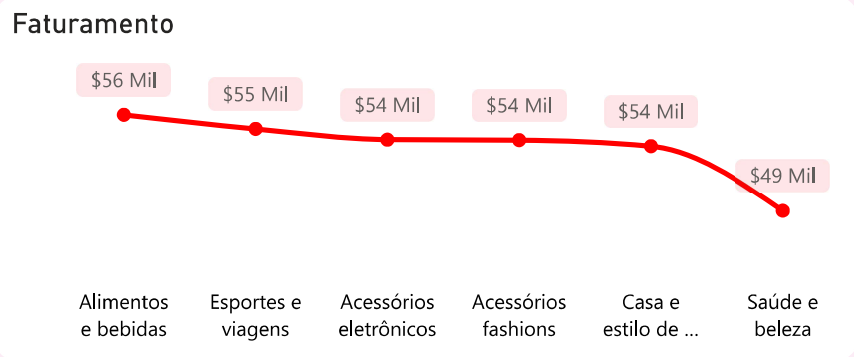 Faturamento
$56 Mil
$55 Mil
$54 Mil
$54 Mil
$54 Mil
$49 Mil
Alimentos
e bebidas
Esportes e
viagens
Acessórios
eletrônicos
Acessórios
fashions
Casa e
estilo de ...
Saúde e
beleza